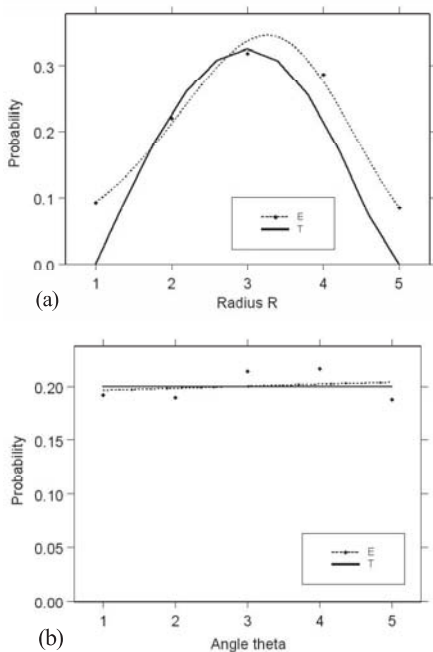 0.3
0.2
0.1
0.0
Probability
E
T
1 2 3 4 5
Radius R
(a)
0.20
0.15
0.10
0.05
0.00
Probability
E
T
1 2 3 4 5
Angle theta
(b)